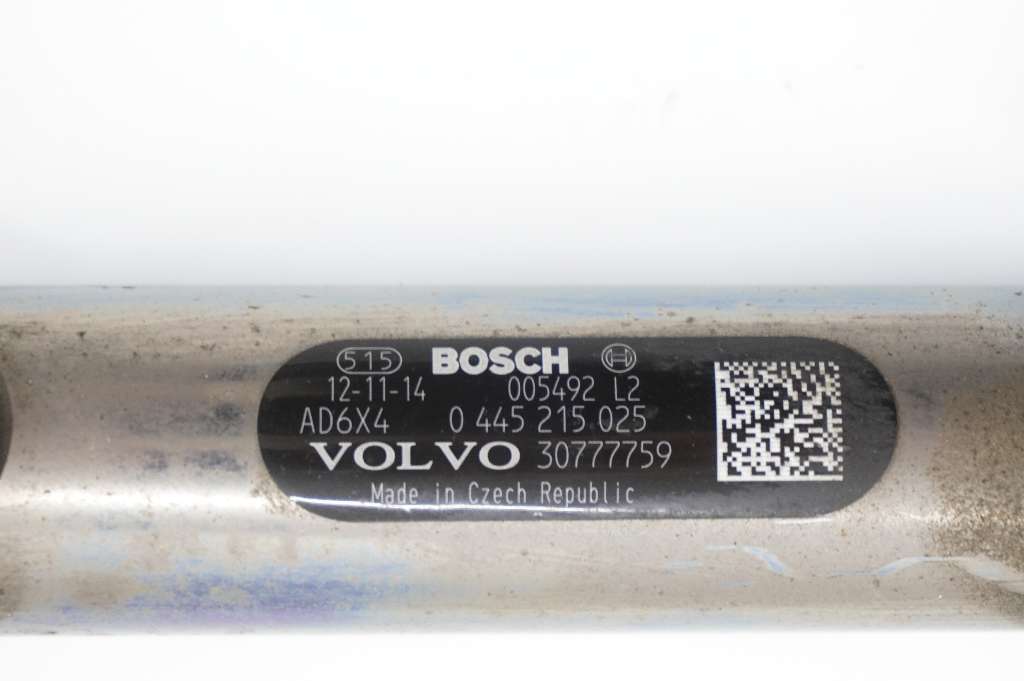 515 BOSCH
12-11-14 005492 L2
AD6X4 0 445 215 025
VOLVO 30777759
Made in Czech Republic